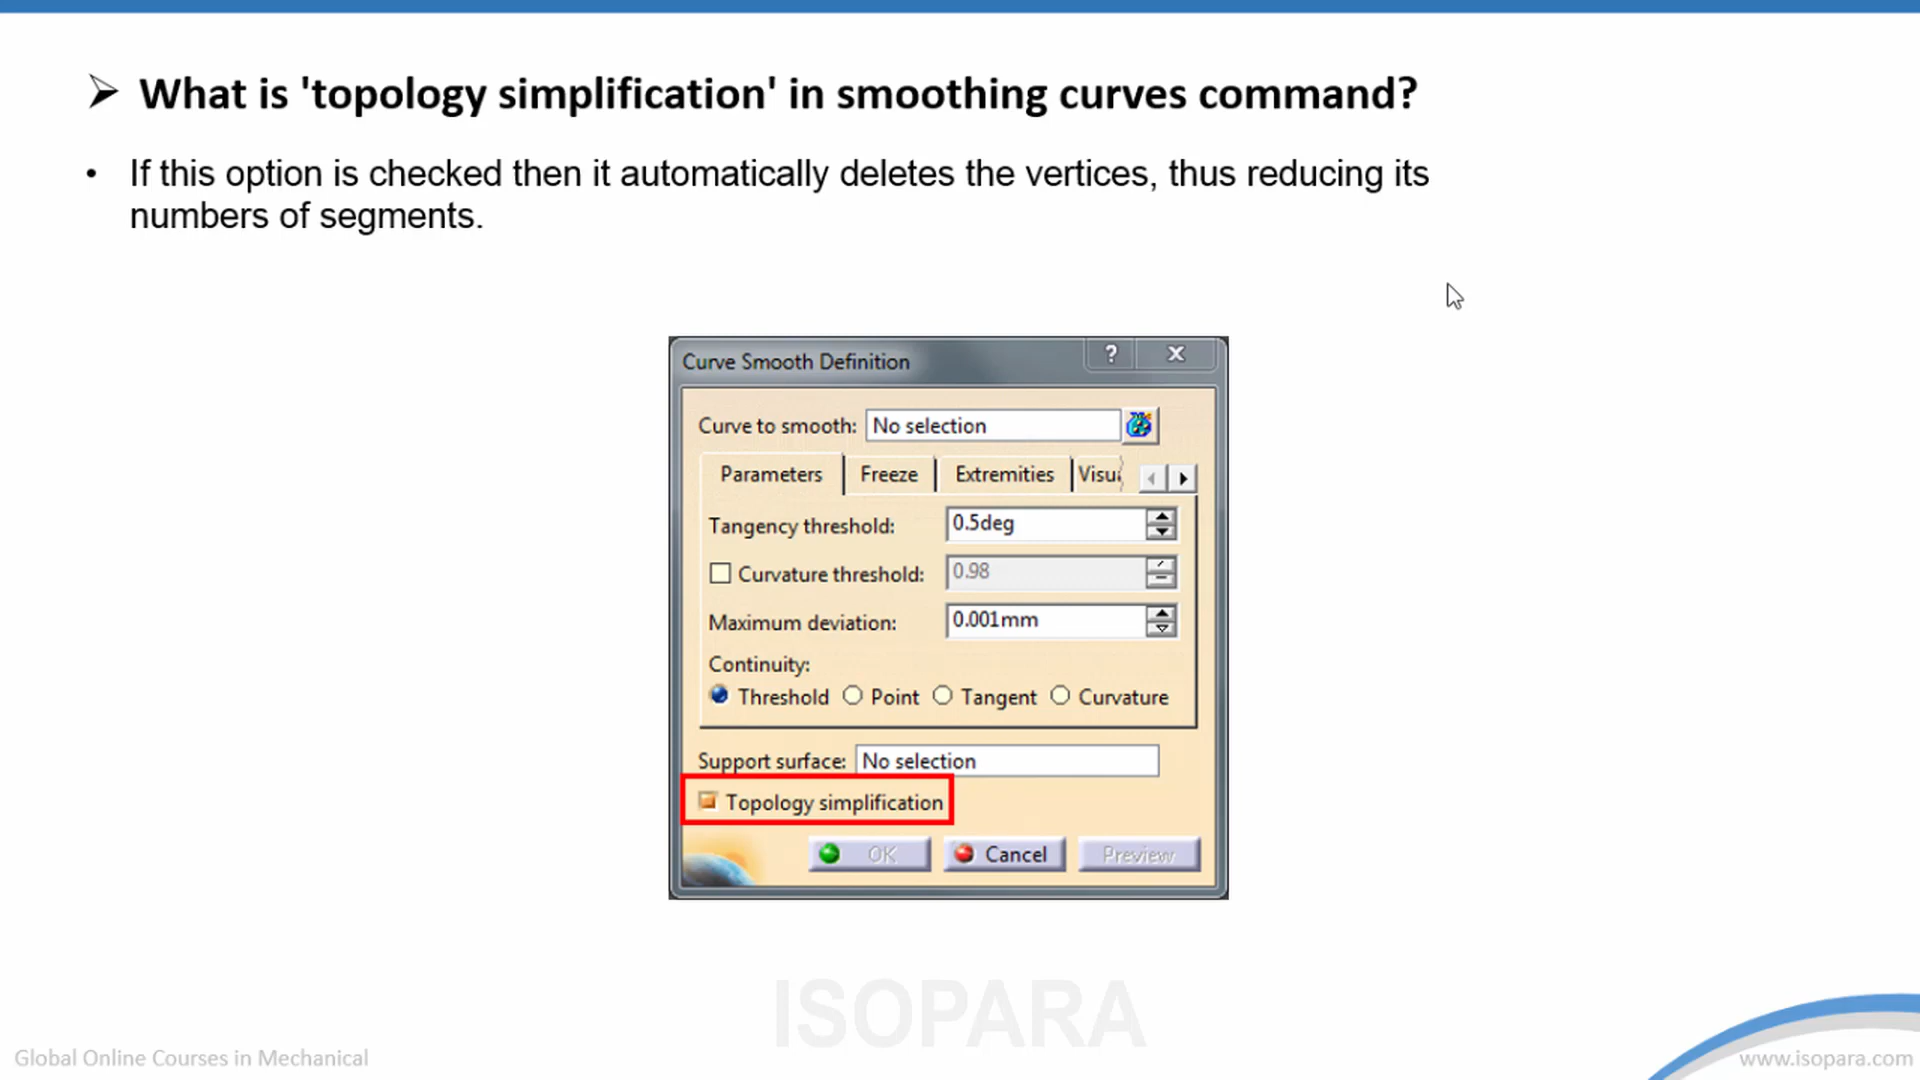 What is 'topology simplification' in smoothing curves command?
• If this option is checked then it automatically deletes the vertices, thus reducing its
numbers of segments.
Curve Smooth Definition
?
Curve to smooth: No selection
Parameters Freeze Extremities Visu
Tangency threshold: 0.5deg
Curvature threshold: 0.98
Maximum deviation: 0.001mm
Continuity:
Threshold Point Tangent Curvature
Support surface: No selection
Topology simplification
OK Cancel Preview
ISOPARA
Global Online Courses in Mechanical
www.isopara.com